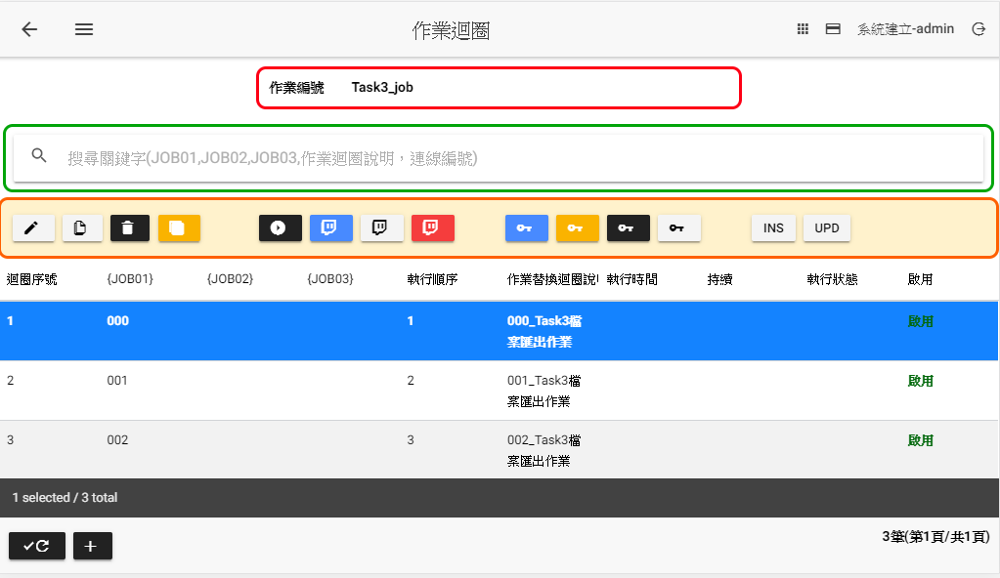 作業迴圈
系統建立-admin
作業編號 Task3_job
搜尋關鍵字(JOB01,JOB02,JOB03,作業迴圈說明，連線編號)
INS UPD
迴圈序號 {JOB01} {JOB02} {JOB03} 執行順序 作業替換迴圈說 執行時間 持續 執行狀態 啟用
1 000 1 000_Task3檔 啟用
案匯出作業
2 001 2 001_Task3檔 啟用
案匯出作業
3 002 3 002_Task3檔 啟用
案匯出作業
1 selected / 3 total
3筆(第1頁/共1頁)